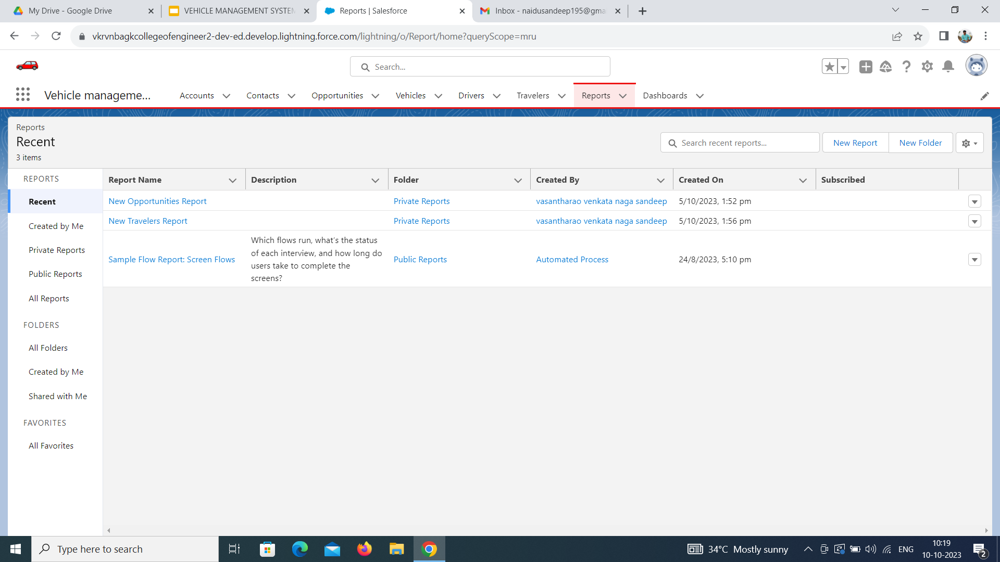 My Drive - Google Drive
VEHICLE MANAGEMENT SYSTEM
Reports | Salesforce
Inbox - naidusandeep195@gma
vkrvnbagkcollegeofengineer2-dev-ed.develop.lightning.force.com/lightning/o/Report/home?queryScope=mru
Search...
Vehicle manageme...
Accounts
Contacts
Opportunities
Vehicles
Drivers
Travelers
Reports
Dashboards
Reports
Recent
3 items
Search recent reports...
New Report
New Folder
REPORTS
Recent
Created by Me
Private Reports
Public Reports
All Reports
FOLDERS
All Folders
Created by Me
Shared with Me
FAVORITES
All Favorites
Report Name Description Folder Created By Created On Subscribed
New Opportunities Report Private Reports vasantharao venkata naga sandeep 5/10/2023, 1:52 pm
New Travelers Report Private Reports vasantharao venkata naga sandeep 5/10/2023, 1:56 pm
Which flows run, what's the status
of each interview, and how long do
users take to complete the
screens?
Sample Flow Report: Screen Flows Public Reports Automated Process 24/8/2023, 5:10 pm
Type here to search
34°C Mostly sunny
ENG
10:19
10-10-2023
2